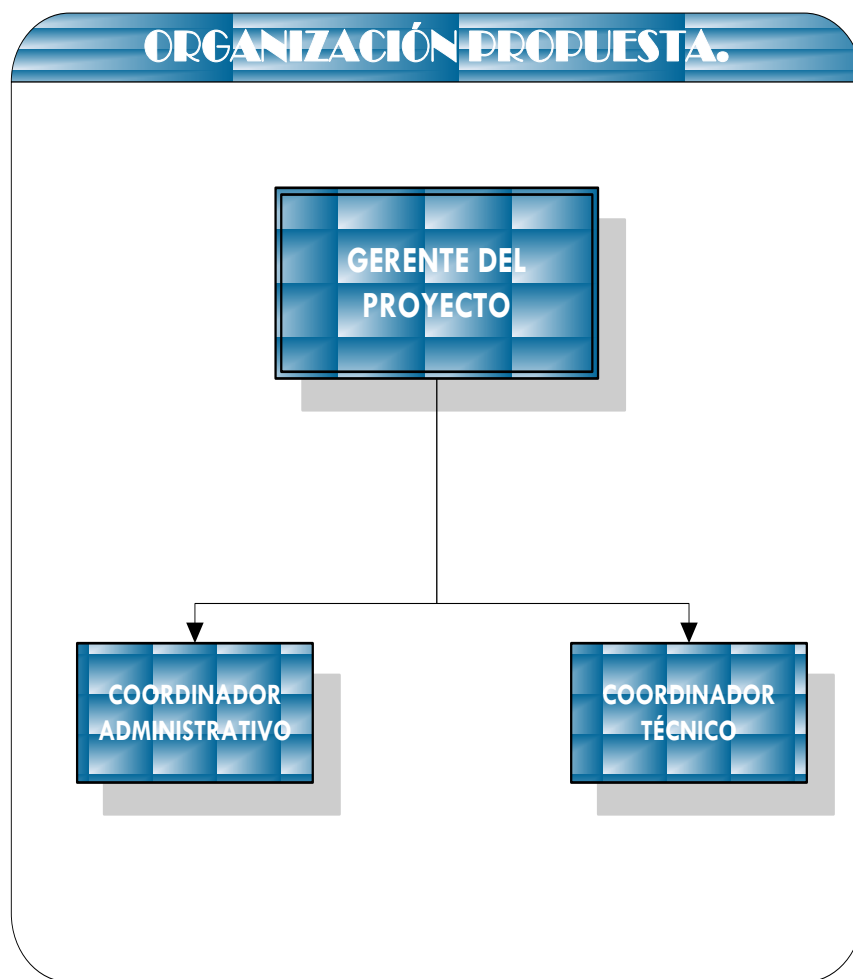 ORGANIZACIÓN PROPUESTA.
GERENTE DEL
PROYECTO
COORDINADOR
ADMINISTRATIVO
COORDINADOR
TÉCNICO